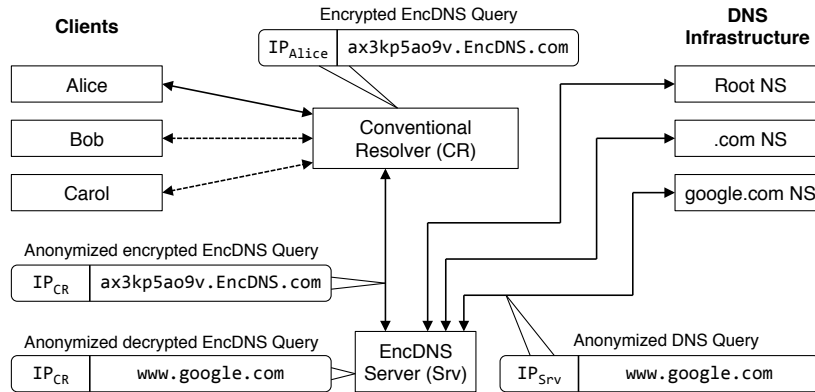 Encrypted EncDNS Query
Clients
DNS
Infrastructure
IPAlice ax3kp5ao9v.EncDNS.com
Alice
Root NS
Bob
Conventional
Resolver (CR)
.com NS
Carol
google.com NS
Anonymized encrypted EncDNS Query
IPCR ax3kp5ao9v.EncDNS.com
Anonymized decrypted EncDNS Query
IPCR www.google.com
EncDNS
Server (Srv)
Anonymized DNS Query
IPSrv www.google.com